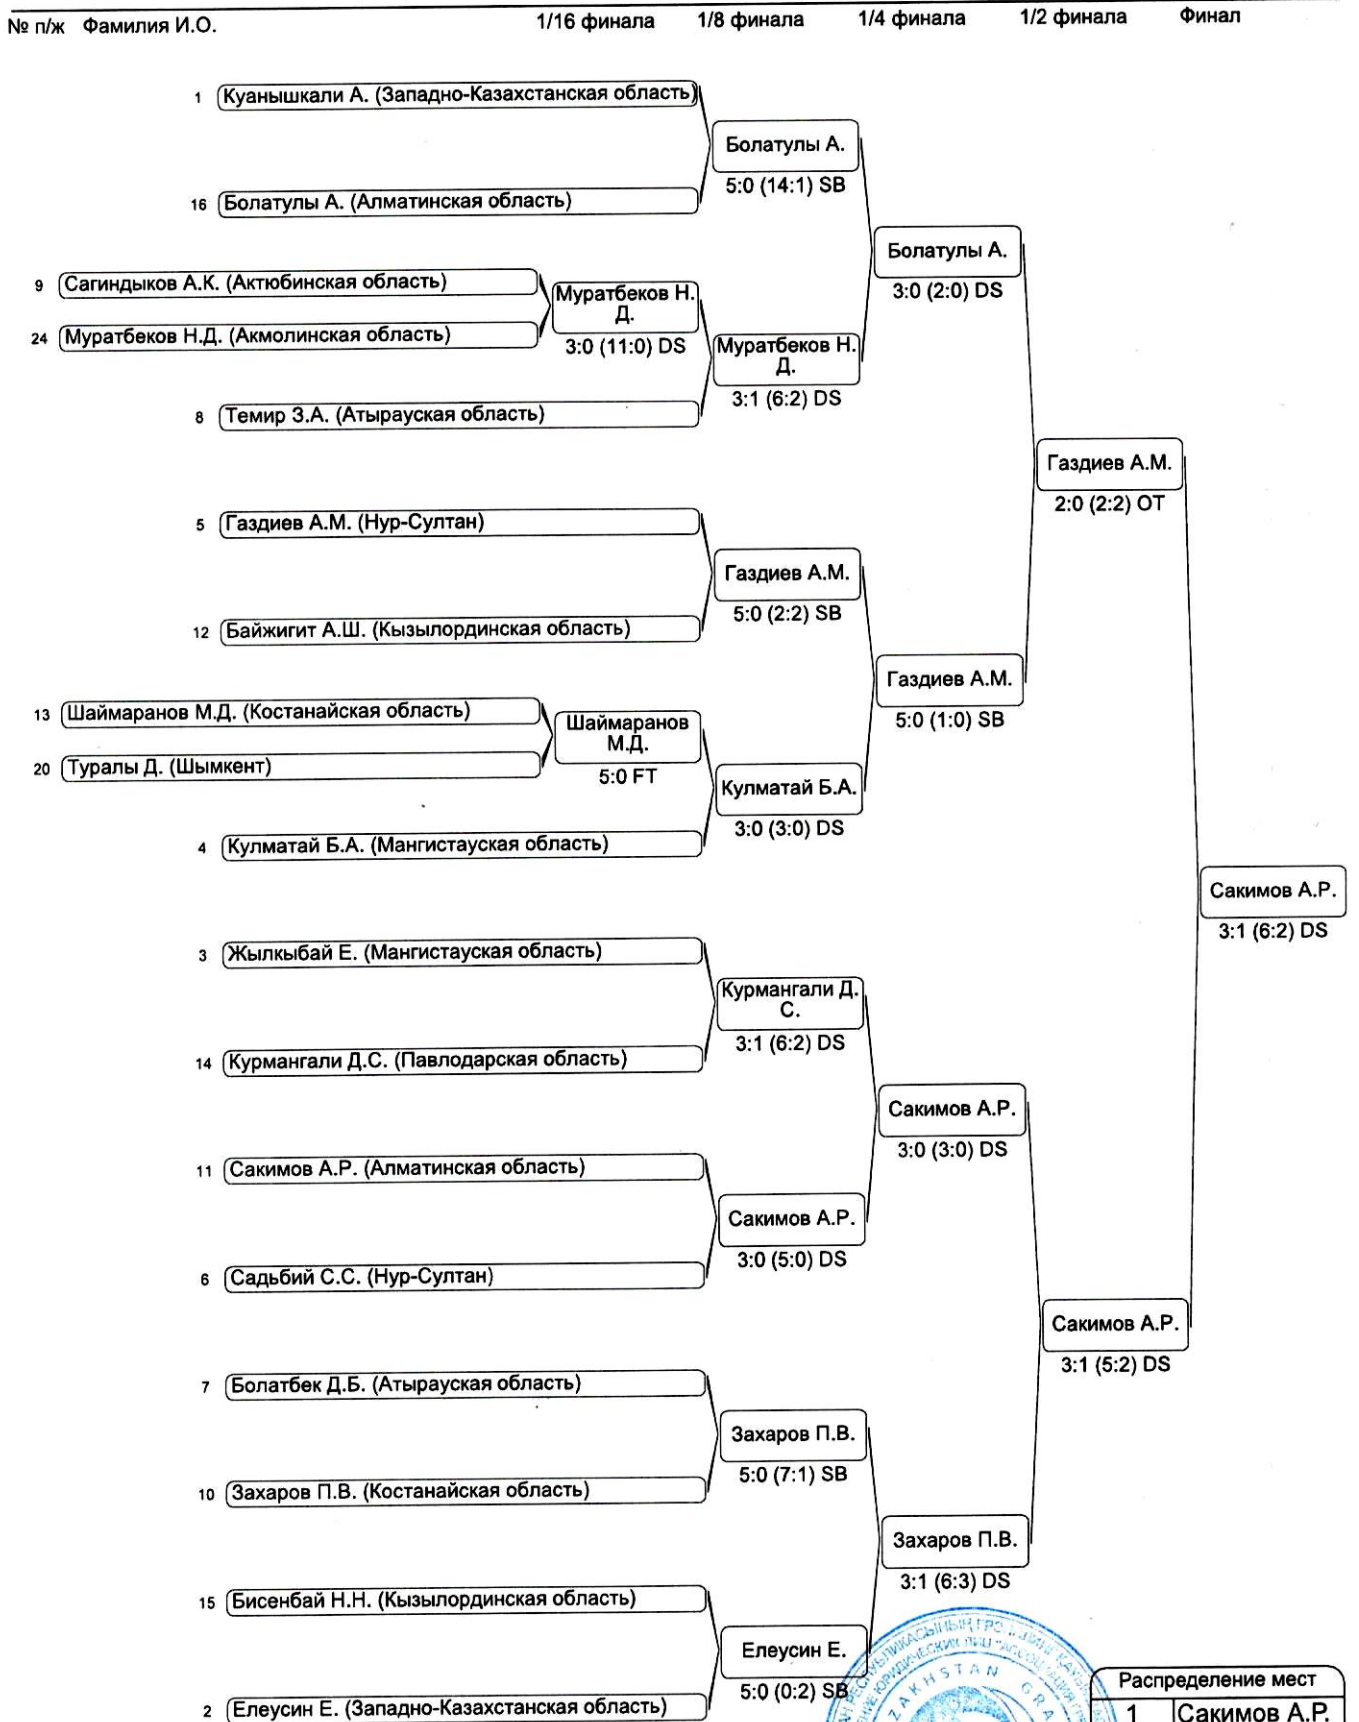 № п/ж Фамилия И.О. 1/16 финала 1/8 финала 1/4 финала 1/2 финала Финал
1 Куанышкали А. (Западно-Казахстанская область)
Болатулы А.
5:0 (14:1) SB
16 Болатулы А. (Алматинская область)
Болатулы А.
3:0 (2:0) DS
9 Сагиндыков А.К. (Актюбинская область)
Муратбеков Н.
Д.
3:0 (11:0) DS
24 Муратбеков Н.Д. (Акмолинская область)
Муратбеков Н.
Д.
3:1 (6:2) DS
8 Темир З.А. (Атырауская область)
Газдиев А.М.
2:0 (2:2) OT
5 Газдиев А.М. (Нур-Султан)
Газдиев А.М.
5:0 (2:2) SB
12 Байжигит А.Ш. (Кызылординская область)
Газдиев А.М.
5:0 (1:0) SB
13 Шаймаранов М.Д. (Костанайская область)
Шаймаранов
М.Д.
5:0 FT
20 Туралы Д. (Шымкент)
Кулматай Б.А.
3:0 (3:0) DS
4 Кулматай Б.А. (Мангистауская область)
Сакимов А.Р.
3:1 (6:2) DS
3 Жылкыбай Е. (Мангистауская область)
Курмангали Д.
С.
3:1 (6:2) DS
14 Курмангали Д.С. (Павлодарская область)
Сакимов А.Р.
3:0 (3:0) DS
11 Сакимов А.Р. (Алматинская область)
Сакимов А.Р.
3:0 (5:0) DS
6 Садьбий С.С. (Нур-Султан)
Сакимов А.Р.
3:1 (5:2) DS
7 Болатбек Д.Б. (Атырауская область)
Захаров П.В.
5:0 (7:1) SB
10 Захаров П.В. (Костанайская область)
Захаров П.В.
3:1 (6:3) DS
15 Бисенбай Н.Н. (Кызылординская область)
Елеусин Е.
5:0 (0:2) SB
2 Елеусин Е. (Западно-Казахстанская область)
Распределение мест
1 Сакимов А.Р.